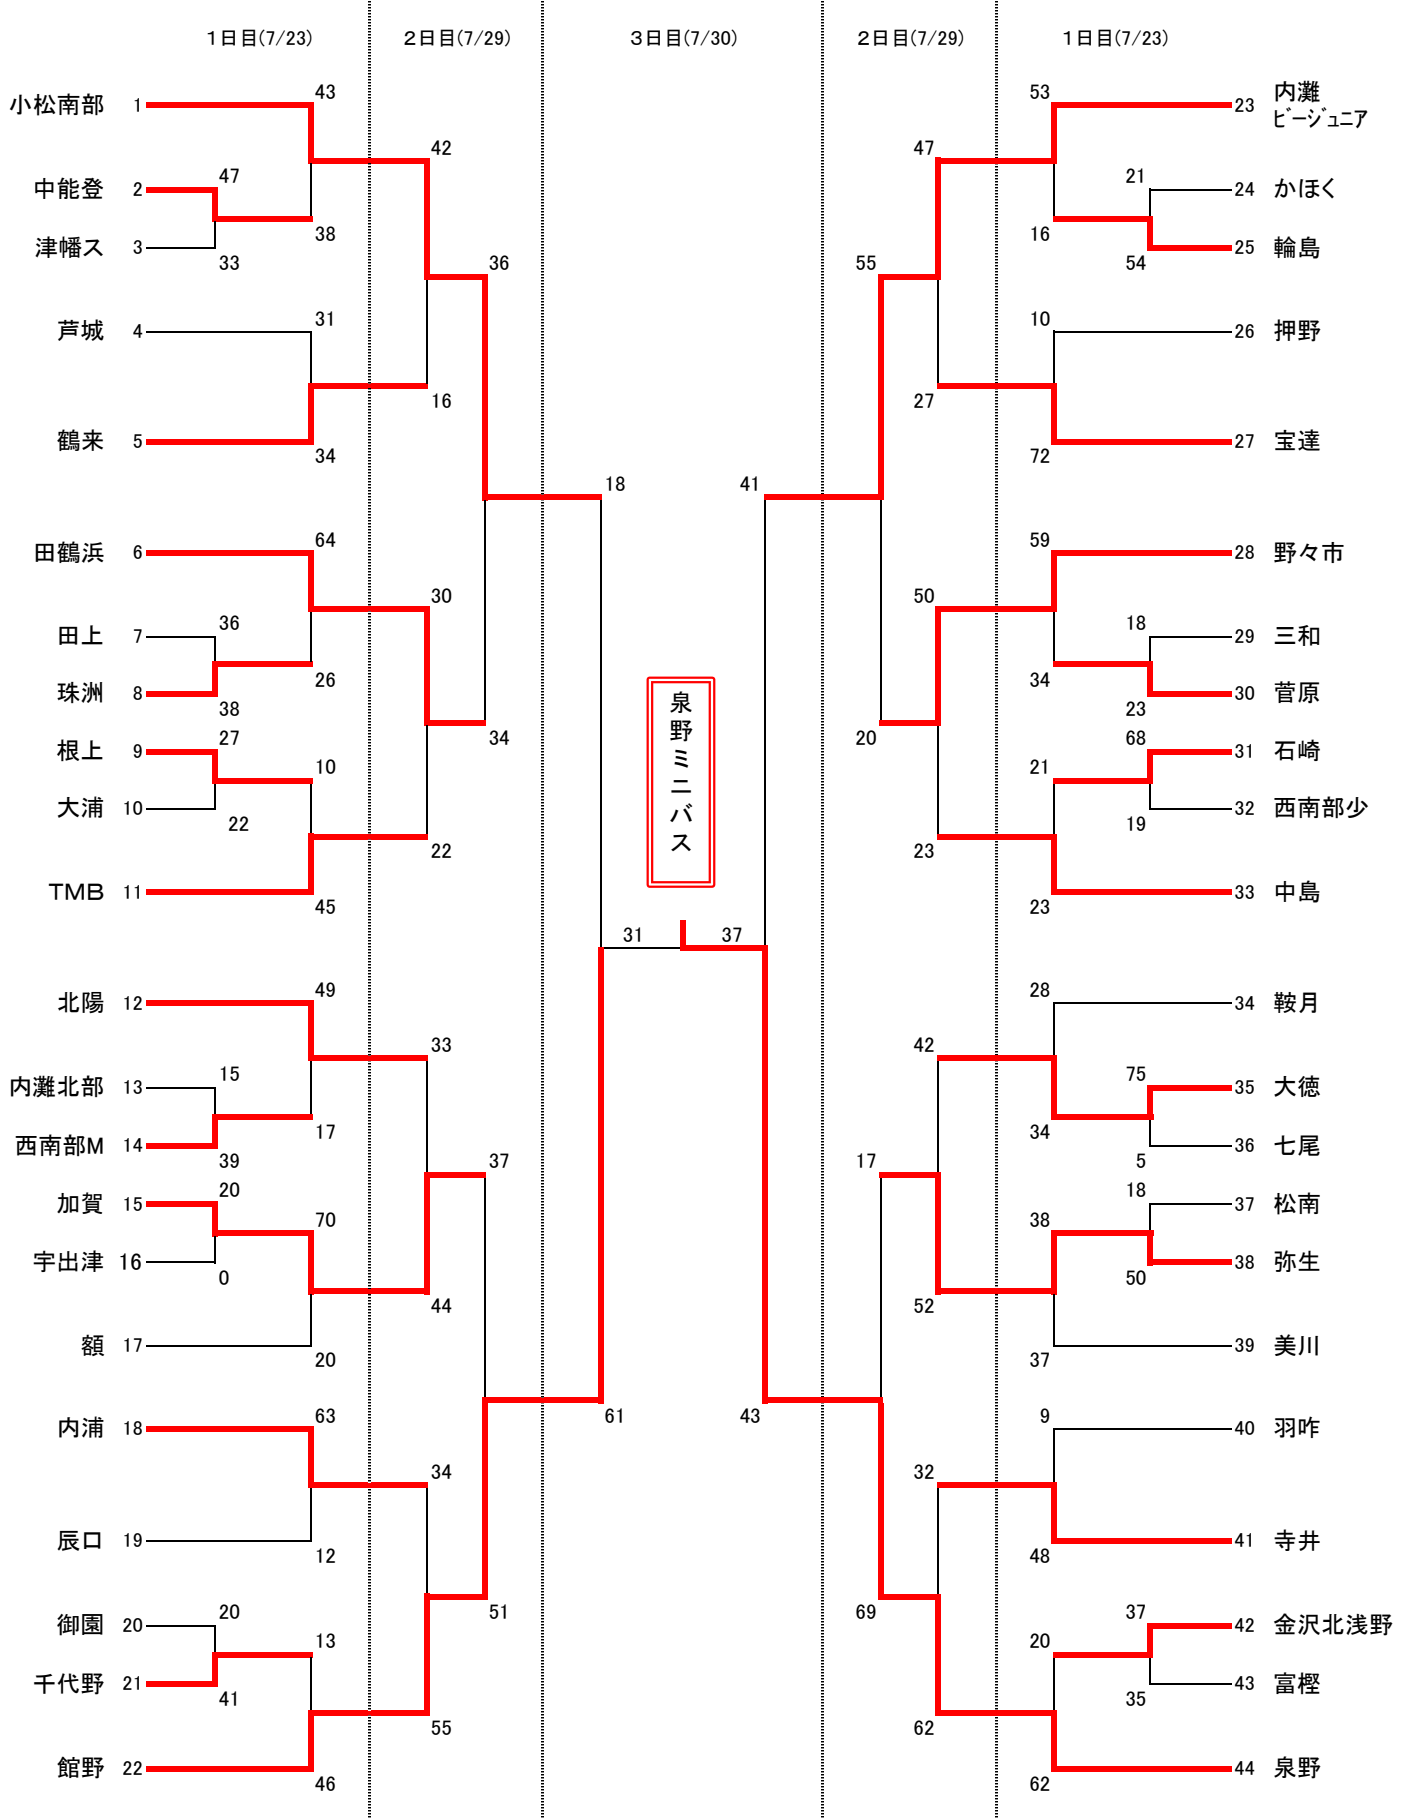 1日目(7/23)
2日目(7/29)
3日目(7/30)
2日目(7/29)
1日目(7/23)
小松南部 1
43
中能登 2
47
津幡ス 3
33
38
42
芦城 4
31
鶴来 5
34
16
36
田鶴浜 6
64
田上 7
36
珠洲 8
38
26
30
根上 9
27
大浦 10
22
10
TMB 11
45
22
34
18
北陽 12
49
内灘北部 13
15
西南部M 14
39
17
33
加賀 15
20
宇出津 16
0
70
額 17
20
44
37
内浦 18
63
辰口 19
12
34
御園 20
20
千代野 21
41
13
館野 22
46
55
51
61
泉野ミニバス
31
37
53
23 内灘
ビージュニア
21
24 かほく
54
25 輪島
16
47
10
26 押野
72
27 宝達
27
55
59
28 野々市
18
29 三和
23
30 菅原
34
50
68
31 石崎
19
32 西南部少
21
23
33 中島
23
20
41
28
34 鞍月
75
35 大徳
5
36 七尾
34
42
18
37 松南
50
38 弥生
38
37
39 美川
52
17
9
40 羽咋
48
41 寺井
32
37
42 金沢北浅野
35
43 富樫
20
62
44 泉野
62
69
43